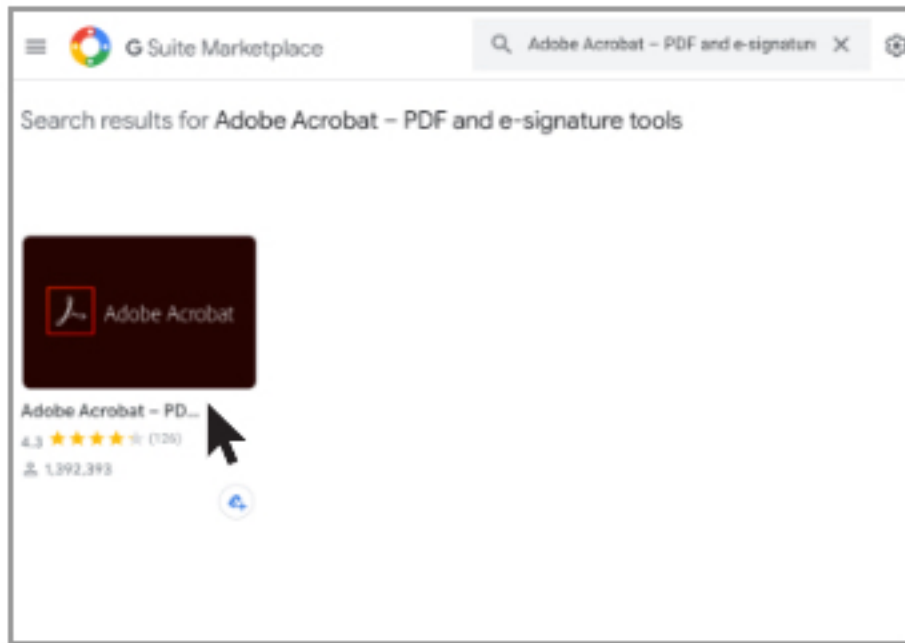 G Suite Marketplace
Adobe Acrobat – PDF and e-signatur
Search results for Adobe Acrobat – PDF and e-signature tools
Adobe Acrobat
Adobe Acrobat – PD...
4.3 (126)
1,392,393